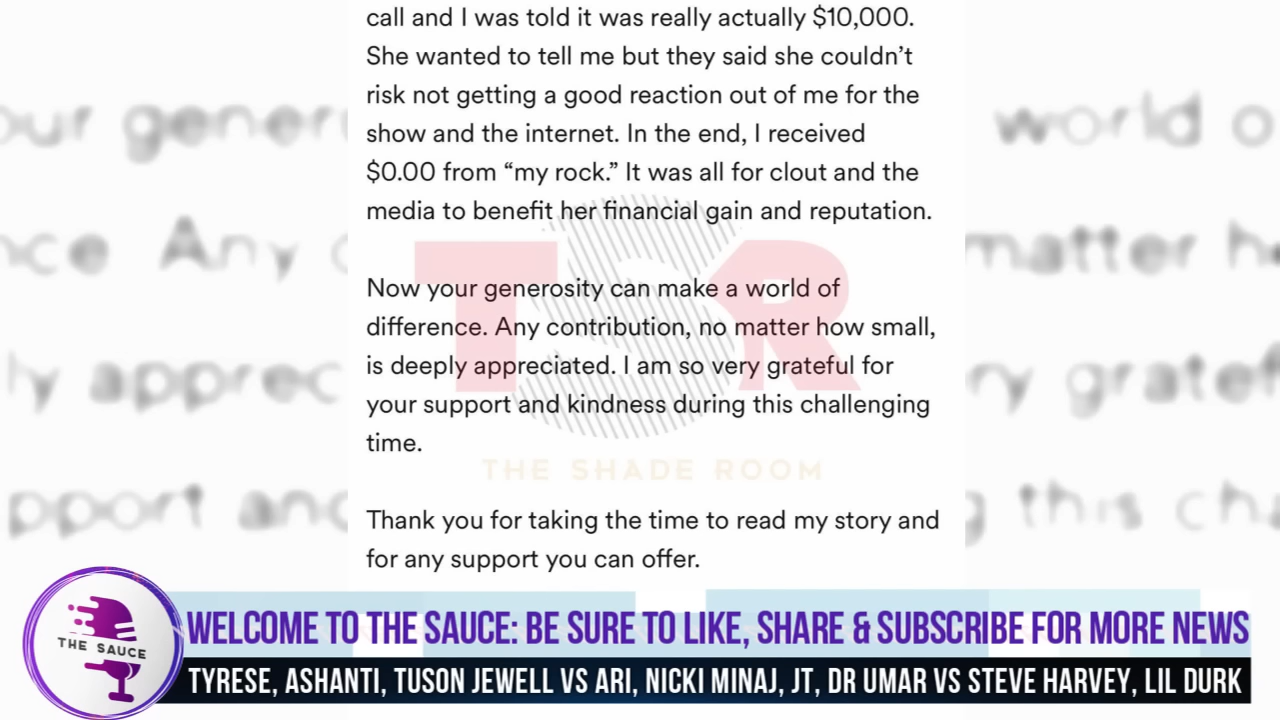 call and I was told it was really actually $10,000.
She wanted to tell me but they said she couldn't
risk not getting a good reaction out of me for the
show and the internet. In the end, I received
$0.00 from “my rock.” It was all for clout and the
media to benefit her financial gain and reputation.
Now your generosity can make a world of
difference. Any contribution, no matter how small,
is deeply appreciated. I am so very grateful for
your support and kindness during this challenging
time.
Thank you for taking the time to read my story and
for any support you can offer.
TSR
THE SHADE ROOM
THE SAUCE
WELCOME TO THE SAUCE: BE SURE TO LIKE, SHARE & SUBSCRIBE FOR MORE NEWS
TYRESE, ASHANTI, TUSON JEWELL VS ARI, NICKI MINAJ, JT, DR UMAR VS STEVE HARVEY, LIL DURK